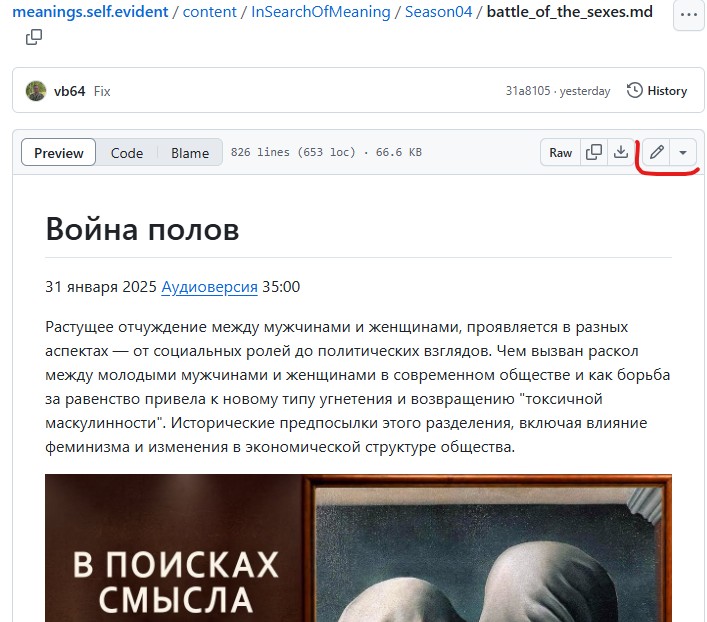 meanings.self.evident / content / InSearchOfMeaning / Season04 / battle_of_the_sexes.md
vb64 Fix 31a8105 · yesterday History
Preview Code Blame 826 lines (653 loc) · 66.6 KB Raw
Война полов
31 января 2025 Аудиоверсия 35:00
Растущее отчуждение между мужчинами и женщинами, проявляется в разных
аспектах — от социальных ролей до политических взглядов. Чем вызван раскол
между молодыми мужчинами и женщинами в современном обществе и как борьба
за равенство привела к новому типу угнетения и возвращению "токсичной
маскулинности". Исторические предпосылки этого разделения, включая влияние
феминизма и изменения в экономической структуре общества.
В ПОИСКАХ
СМЫСЛА